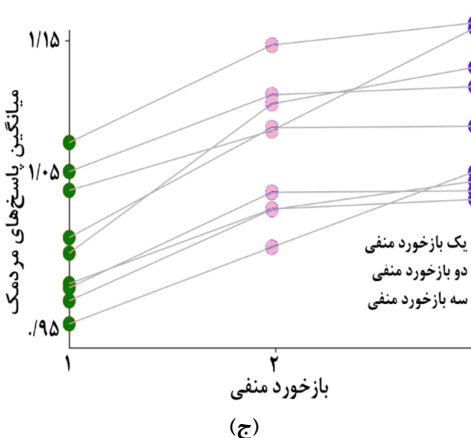 ۱/۱۵
۱/۰۵
۰/۹۵
میانگین پاسخ‌های مردمک
یک بازخورد منفی
دو بازخورد منفی
سه بازخورد منفی
۱
۲
بازخورد منفی
(ج)